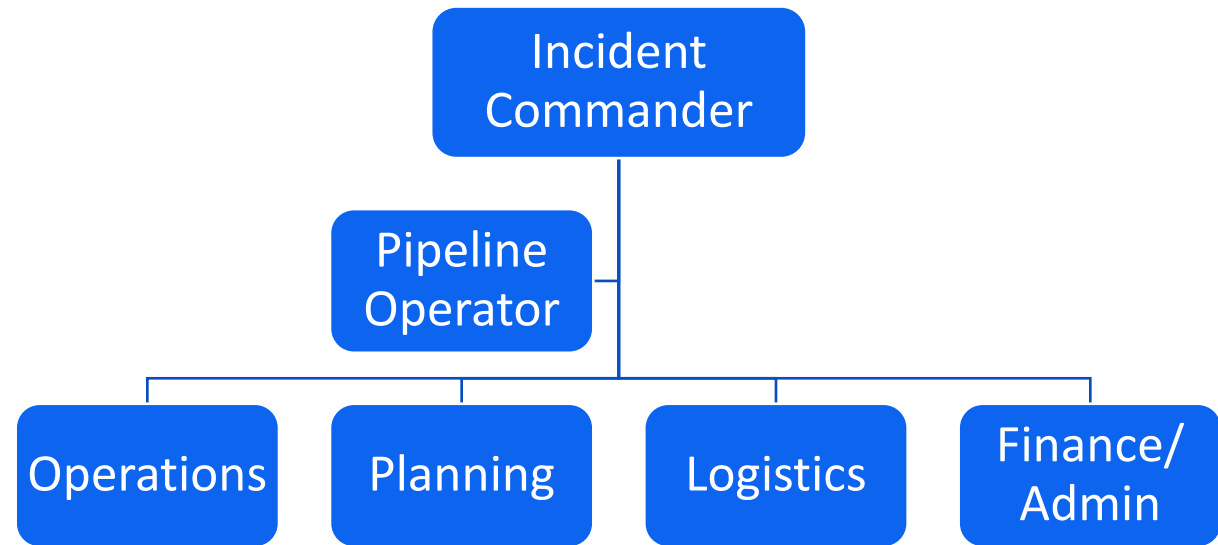 Incident
Commander
Pipeline
Operator
Operations
Planning
Logistics
Finance/
Admin